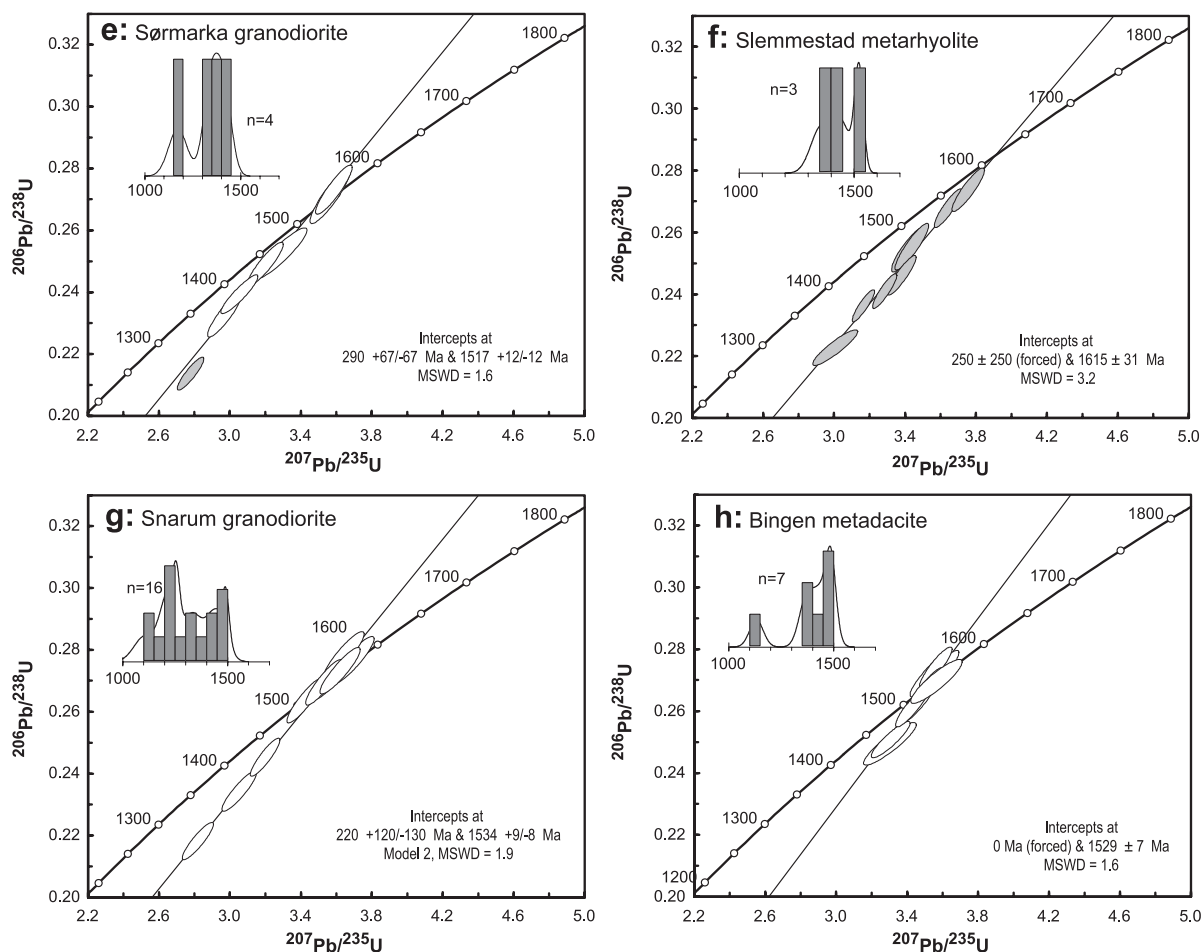 e: Sørmarka granodiorite
0.32
0.30
0.28
0.26
0.24
0.22
0.20
206Pb/238U
n=4
1000 1500
1300
1400
1500
1600
1700
1800
Intercepts at
290 +67/-67 Ma & 1517 +12/-12 Ma
MSWD = 1.6
2.2 2.6 3.0 3.4 3.8 4.2 4.6 5.0
207Pb/235U
f: Slemmestad metarhyolite
0.32
0.30
0.28
0.26
0.24
0.22
0.20
206Pb/238U
n=3
1000 1500
1300
1400
1500
1600
1700
1800
Intercepts at
250 ± 250 (forced) & 1615 ± 31 Ma
MSWD = 3.2
2.2 2.6 3.0 3.4 3.8 4.2 4.6 5.0
207Pb/235U
g: Snarum granodiorite
0.32
0.30
0.28
0.26
0.24
0.22
0.20
206Pb/238U
n=16
1000 1500
1300
1400
1500
1600
1700
1800
Intercepts at
220 +120/-130 Ma & 1534 +9/-8 Ma
Model 2, MSWD = 1.9
2.2 2.6 3.0 3.4 3.8 4.2 4.6 5.0
207Pb/235U
h: Bingen metadacite
0.32
0.30
0.28
0.26
0.24
0.22
0.20
206Pb/238U
n=7
1000 1500
1200
1300
1400
1500
1600
1700
1800
Intercepts at
0 Ma (forced) & 1529 ± 7 Ma
MSWD = 1.6
2.2 2.6 3.0 3.4 3.8 4.2 4.6 5.0
207Pb/235U